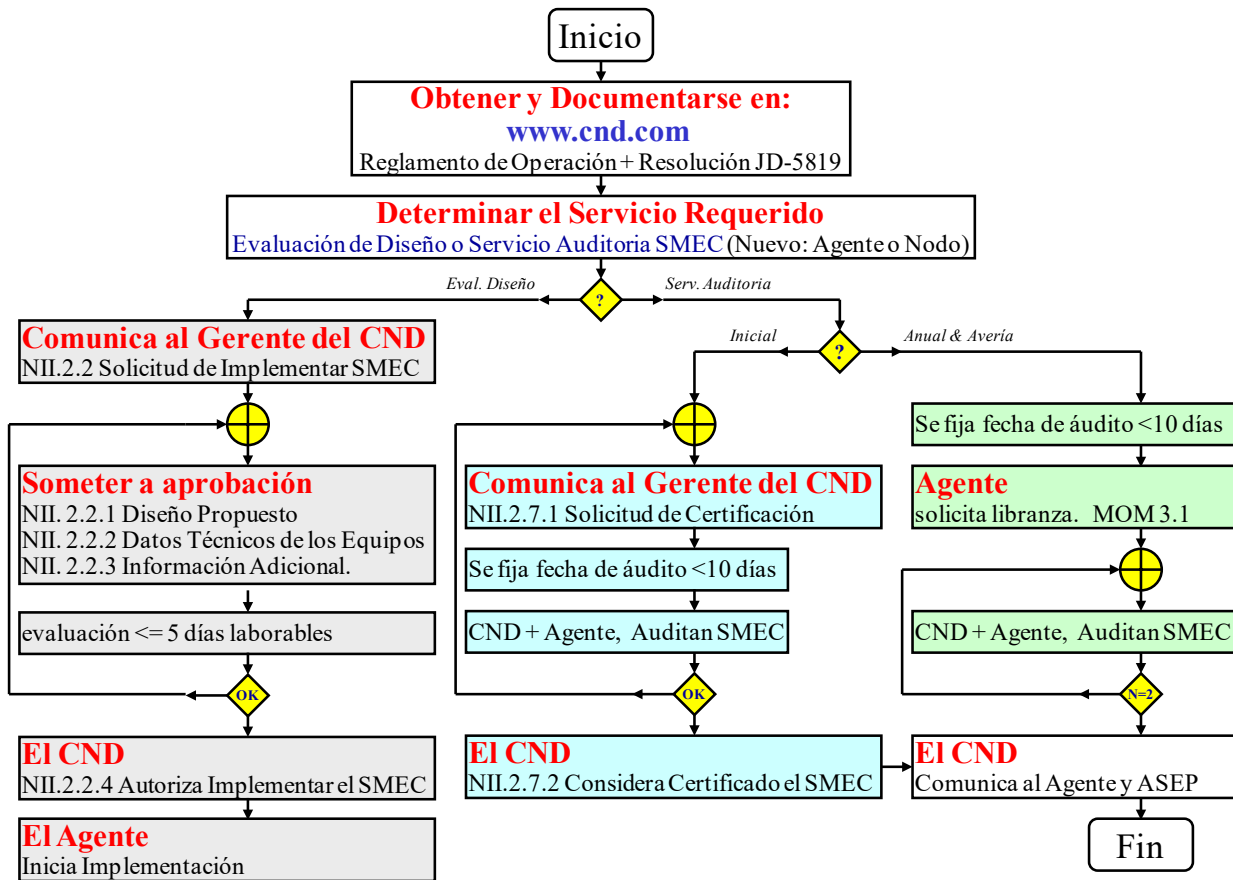 Inicio
Obtener y Documentarse en:
www.cnd.com
Reglamento de Operación + Resolución JD-5819
Determinar el Servicio Requerido
Evaluación de Diseño o Servicio Auditoria SMEC (Nuevo: Agente o Nodo)
Eval. Diseño
?
Serv. Auditoria
Comunica al Gerente del CND
NII.2.2 Solicitud de Implementar SMEC
Inicial
?
Anual & Avería
Someter a aprobación
NII. 2.2.1 Diseño Propuesto
NII. 2.2.2 Datos Técnicos de los Equipos
NII. 2.2.3 Información Adicional.
evaluación <= 5 días laborables
OK
El CND
NII.2.2.4 Autoriza Implementar el SMEC
El Agente
Inicia Implementación
Comunica al Gerente del CND
NII.2.7.1 Solicitud de Certificación
Se fija fecha de áudito <10 días
CND + Agente, Auditan SMEC
OK
El CND
NII.2.7.2 Considera Certificado el SMEC
Se fija fecha de áudito <10 días
Agente
solicita libranza. MOM 3.1
CND + Agente, Auditan SMEC
N=2
El CND
Comunica al Agente y ASEP
Fin